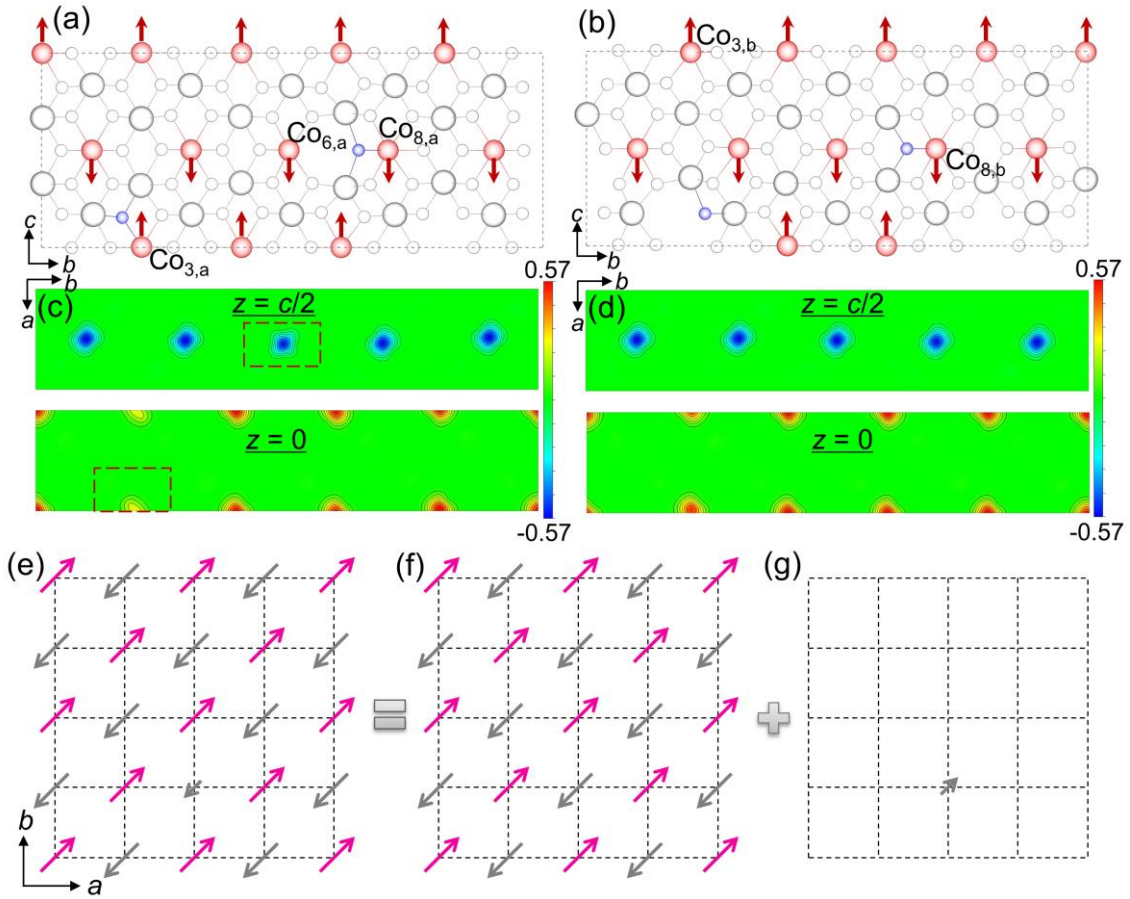 (a)
(b)
Co3,b
Co6,a
Co8,a
Co8,b
c
b
Co3,a
c
b
b
a
(c)
z = c/2
0.57
b
a
(d)
z = c/2
0.57
z = 0
-0.57
z = 0
-0.57
(e)
(f)
(g)
b
a